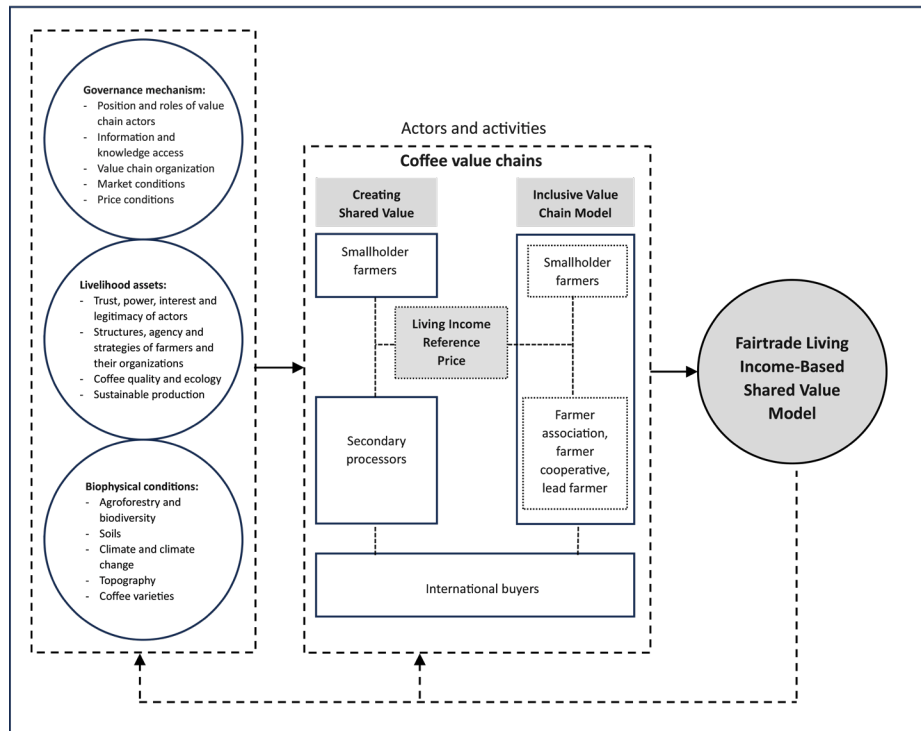 Governance mechanism:
- Position and roles of value
chain actors
- Information and
knowledge access
- Value chain organization
- Market conditions
- Price conditions
Livelihood assets:
- Trust, power, interest and
legitimacy of actors
- Structures, agency and
strategies of farmers and
their organizations
- Coffee quality and ecology
- Sustainable production
Biophysical conditions:
- Agroforestry and
biodiversity
- Soils
- Climate and climate
change
- Topography
- Coffee varieties
Actors and activities
Coffee value chains
Creating
Shared Value
Smallholder
farmers
Secondary
processors
Living Income
Reference
Price
Inclusive Value
Chain Model
Smallholder
farmers
Farmer
association,
farmer
cooperative,
lead farmer
International buyers
Fairtrade Living
Income-Based
Shared Value
Model